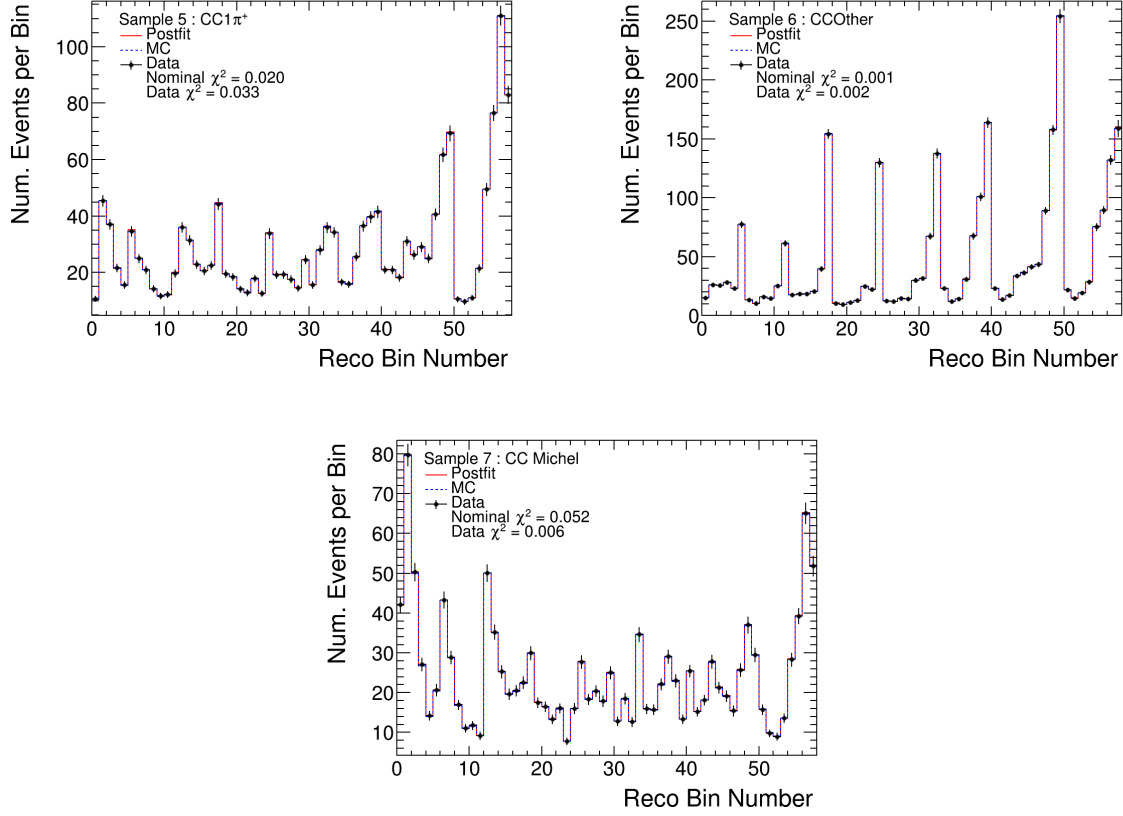 Sample 5 : CC1π⁺
Postfit
MC
Data
Nominal χ² = 0.020
Data χ² = 0.033
Num. Events per Bin
100
80
60
40
20
0 10 20 30 40 50
Reco Bin Number
Sample 6 : CCOther
Postfit
MC
Data
Nominal χ² = 0.001
Data χ² = 0.002
Num. Events per Bin
250
200
150
100
50
0
0 10 20 30 40 50
Reco Bin Number
Sample 7 : CC Michel
Postfit
MC
Data
Nominal χ² = 0.052
Data χ² = 0.006
Num. Events per Bin
80
70
60
50
40
30
20
10
0 10 20 30 40 50
Reco Bin Number